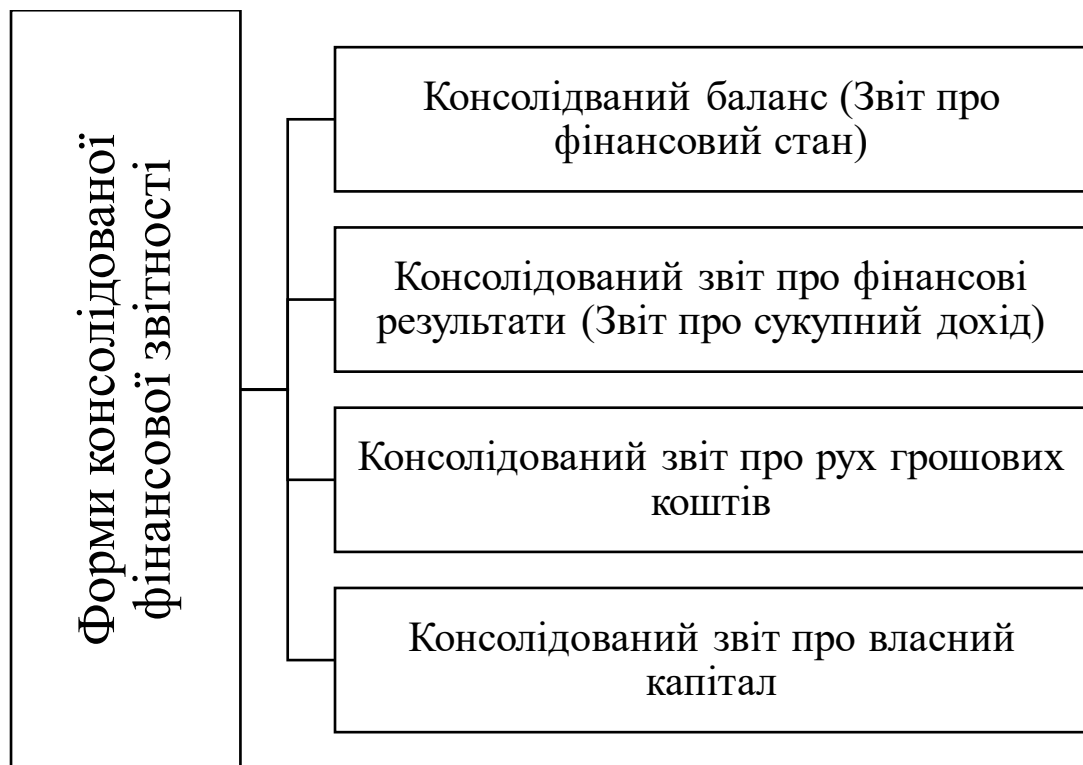 Форми консолідованої
фінансової звітності
Консолідваний баланс (Звіт про
фінансовий стан)
Консолідований звіт про фінансові
результати (Звіт про сукупний дохід)
Консолідований звіт про рух грошових
коштів
Консолідований звіт про власний
капітал